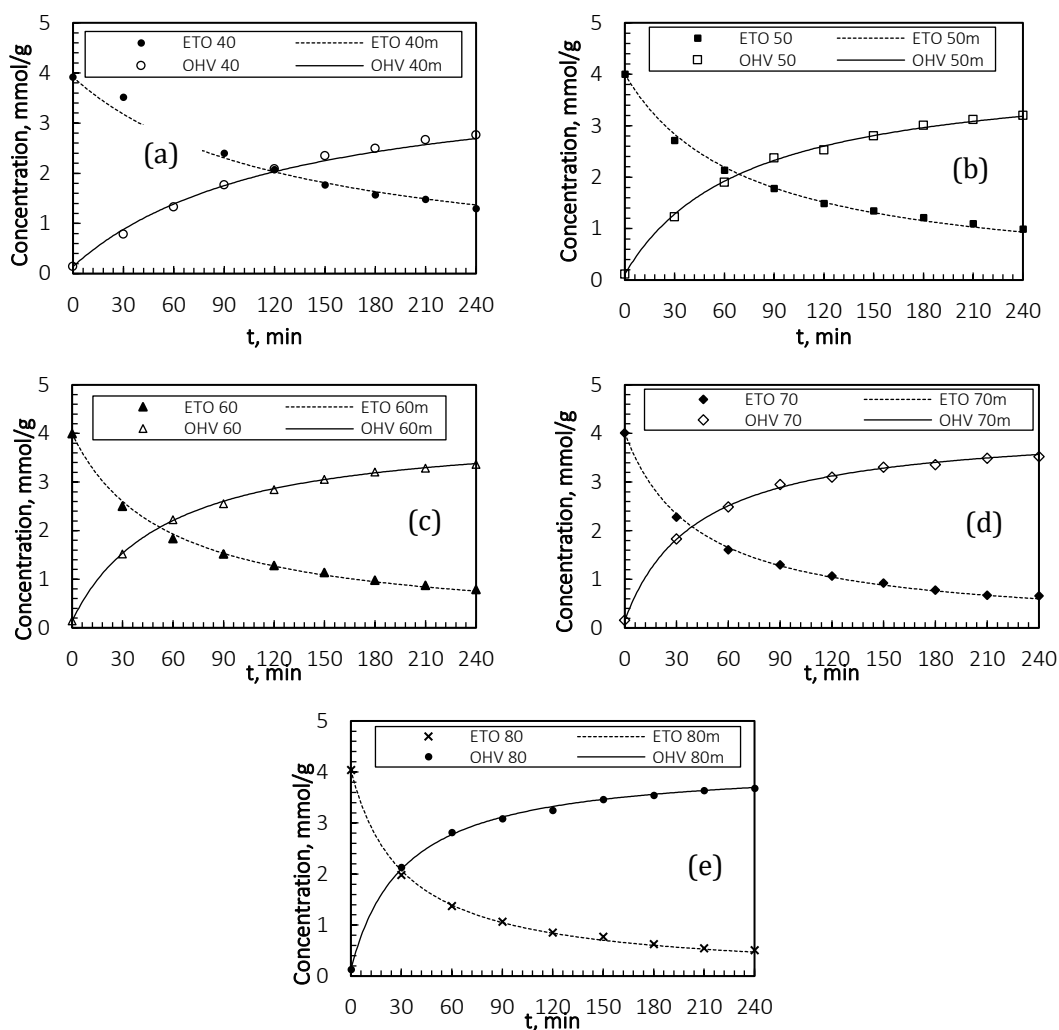 5
4
3
2
1
0
Concentration, mmol/g
ETO 40 ETO 40m
OHV 40 OHV 40m
(a)
0 30 60 90 120 150 180 210 240
t, min
5
4
3
2
1
0
Concentration, mmol/g
ETO 50 ETO 50m
OHV 50 OHV 50m
(b)
0 30 60 90 120 150 180 210 240
t, min
5
4
3
2
1
0
Concentration, mmol/g
ETO 60 ETO 60m
OHV 60 OHV 60m
(c)
0 30 60 90 120 150 180 210 240
t, min
5
4
3
2
1
0
Concentration, mmol/g
ETO 70 ETO 70m
OHV 70 OHV 70m
(d)
0 30 60 90 120 150 180 210 240
t, min
5
4
3
2
1
0
Concentration, mmol/g
ETO 80 ETO 80m
OHV 80 OHV 80m
(e)
0 30 60 90 120 150 180 210 240
t, min